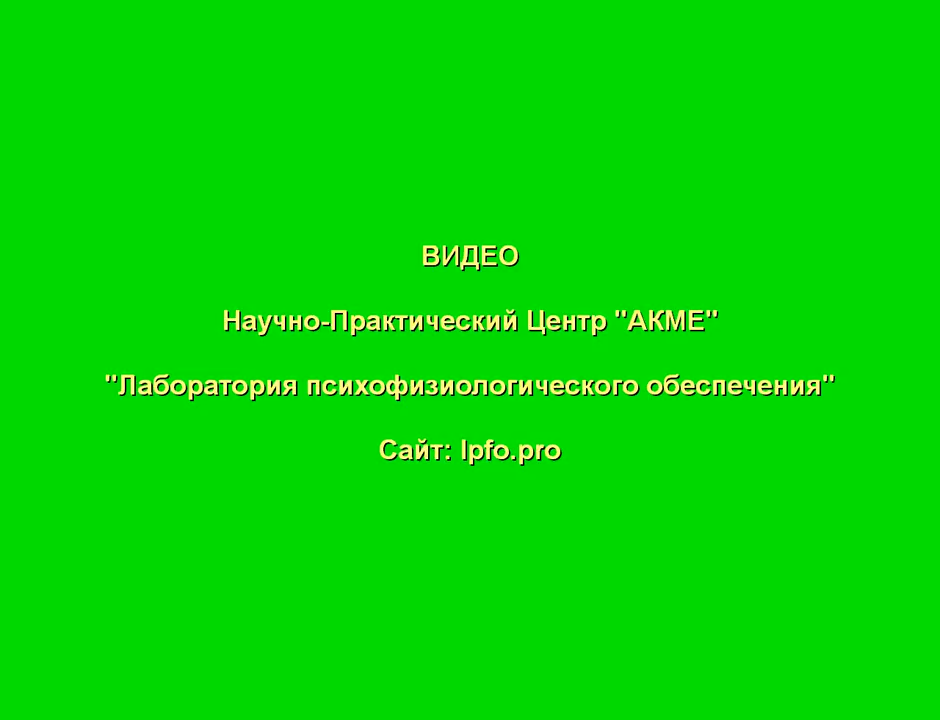 ВИДЕО
Научно-Практический Центр "АКМЕ"
"Лаборатория психофизиологического обеспечения"
Сайт: lpfo.pro